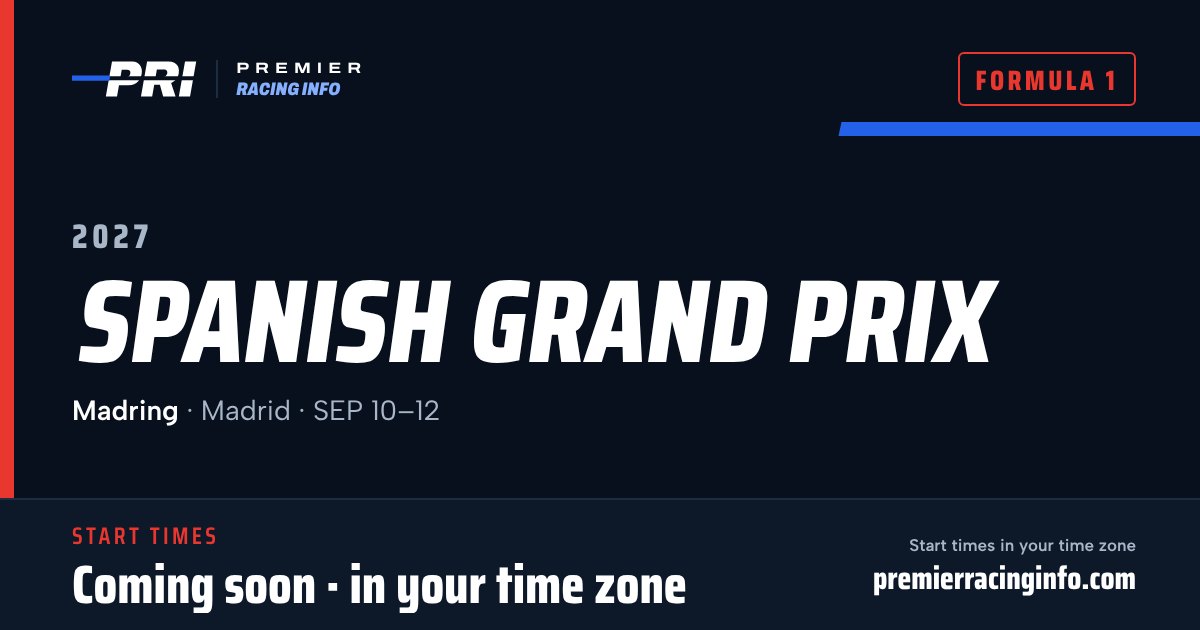 PRI
PREMIER
RACING INFO
FORMULA 1
2027
SPANISH GRAND PRIX
Madring · Madrid · SEP 10–12
START TIMES
Coming soon · in your time zone
Start times in your time zone
premierracinginfo.com